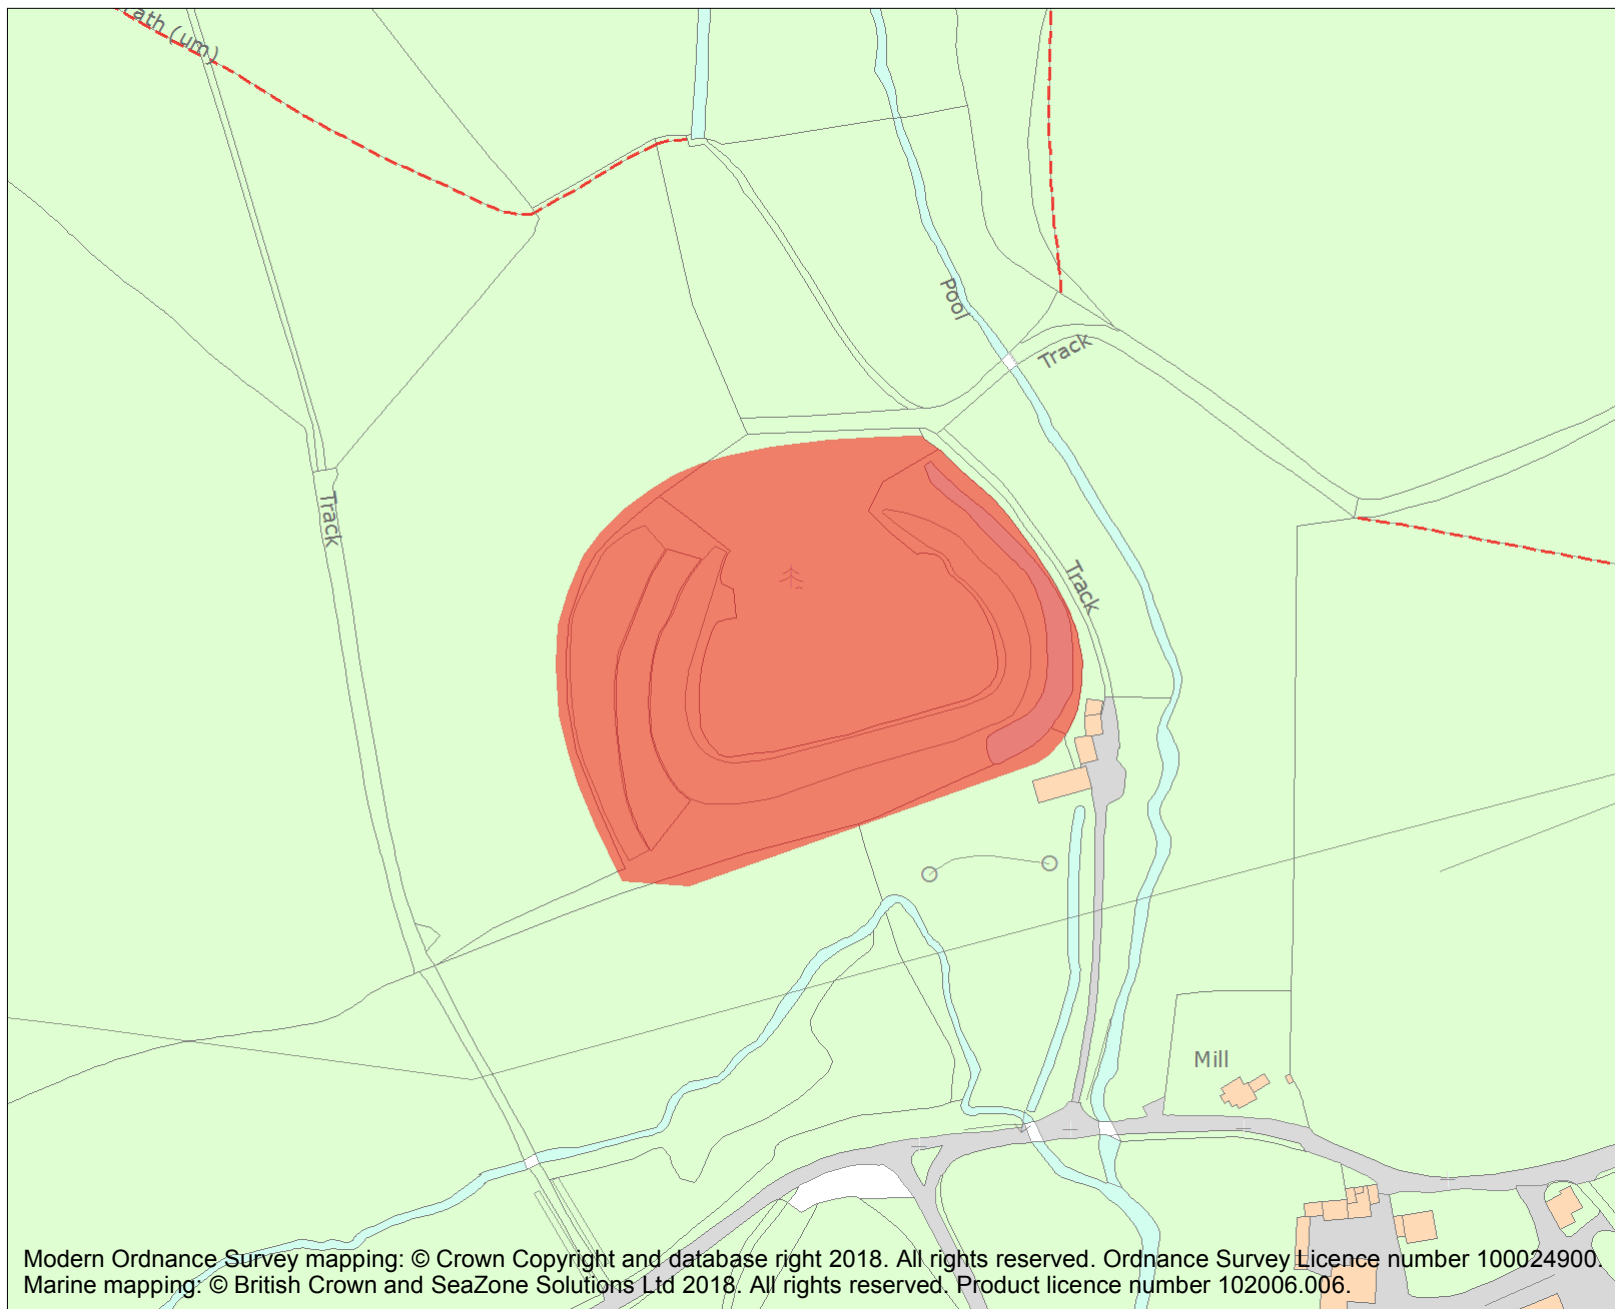 (um)
Pool
Track
Track
Track
Mill
Modern Ordnance Survey mapping: © Crown Copyright and database right 2018. All rights reserved. Ordnance Survey Licence number 100024900.
Marine mapping: © British Crown and SeaZone Solutions Ltd 2018. All rights reserved. Product licence number 102006.006.